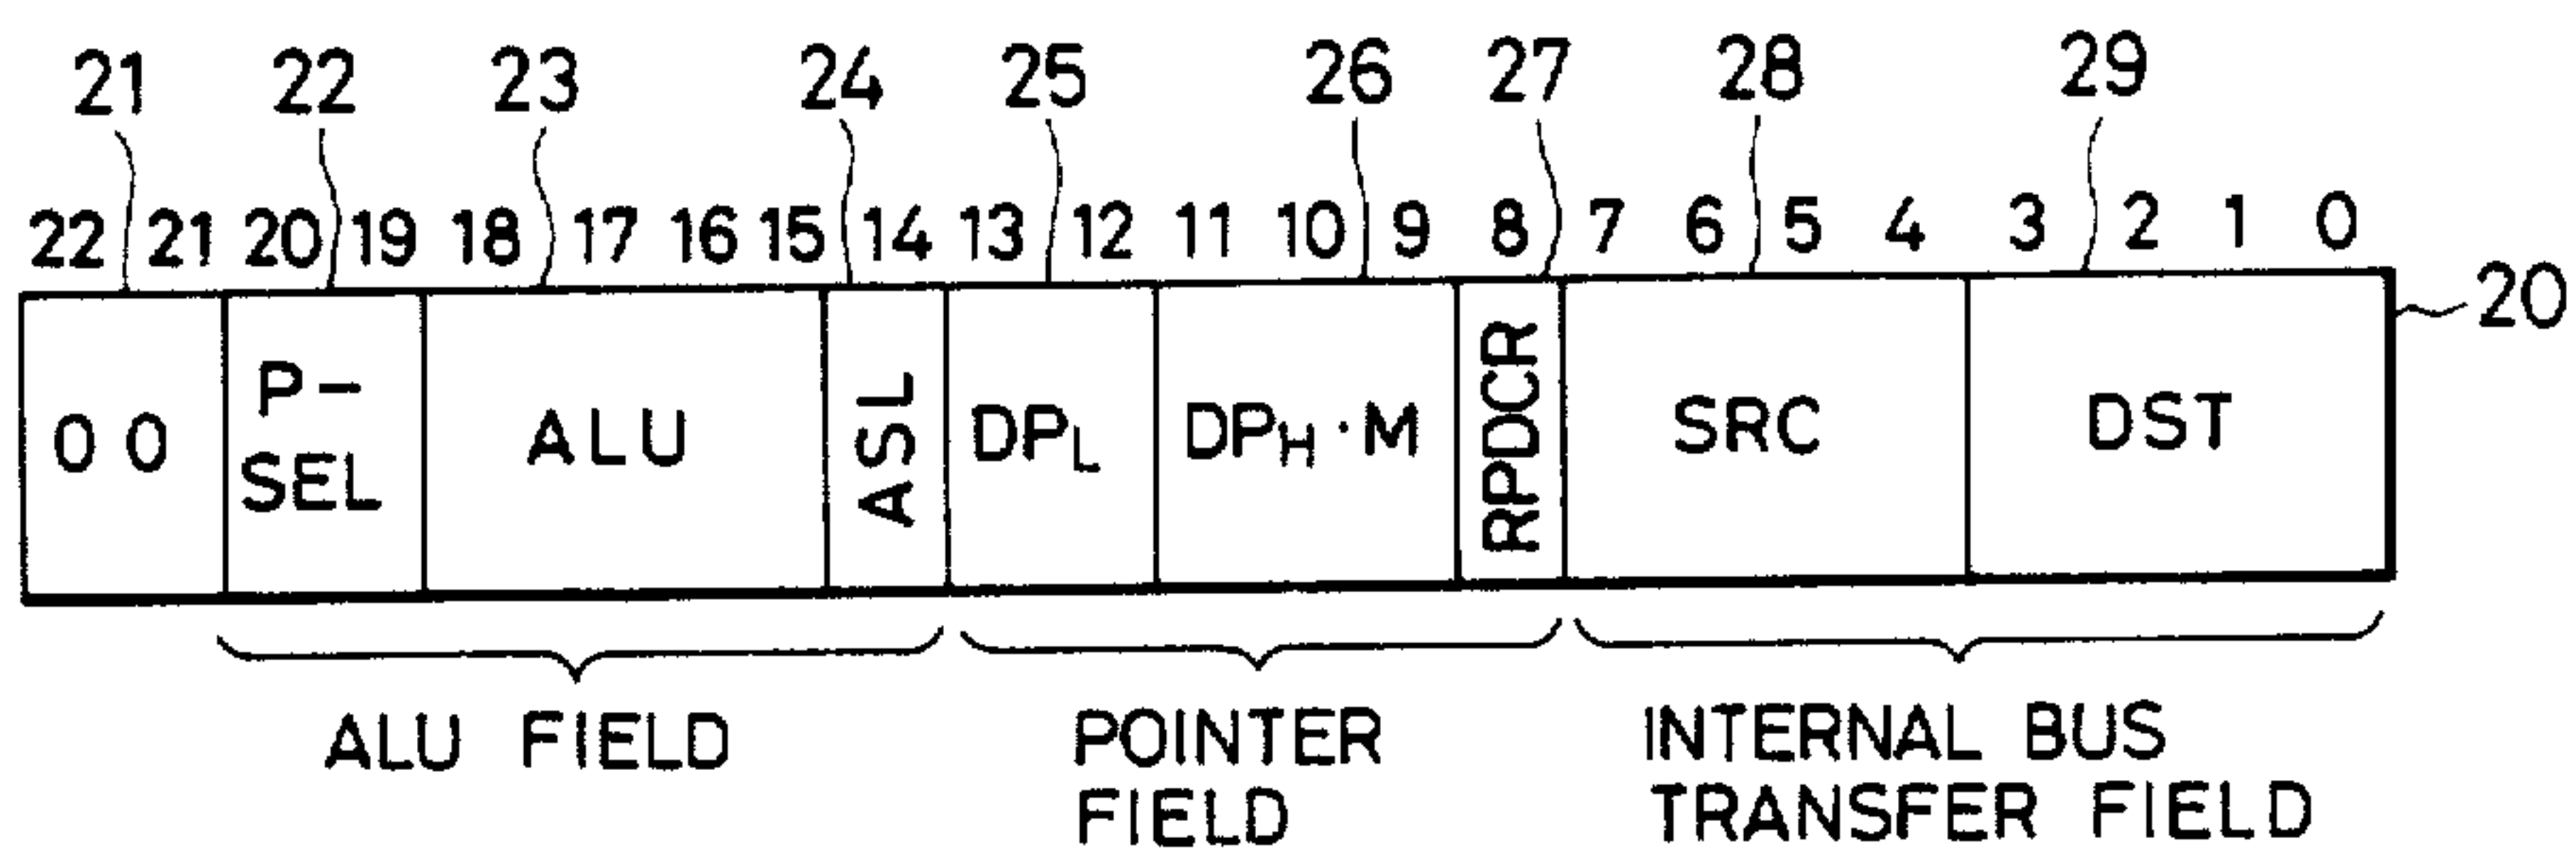 21 22 23 24 25 26 27 28 29
22 21 20 19 18 17 16 15 14 13 12 11 10 9 8 7 6 5 4 3 2 1 0
20
0 0
P-
SEL
ALU
ASL
DPL
DPH·M
RPDCR
SRC
DST
ALU FIELD
POINTER
FIELD
INTERNAL BUS
TRANSFER FIELD